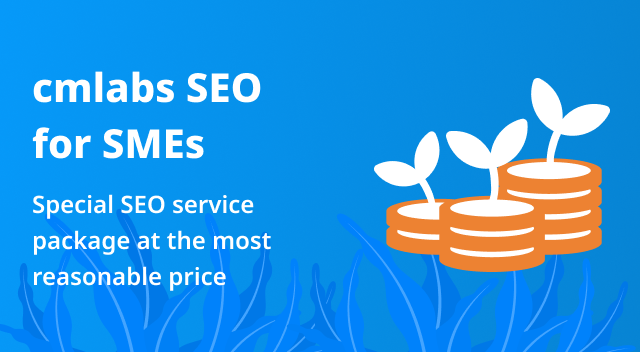 cmlabs SEO
for SMEs
Special SEO service
package at the most
reasonable price